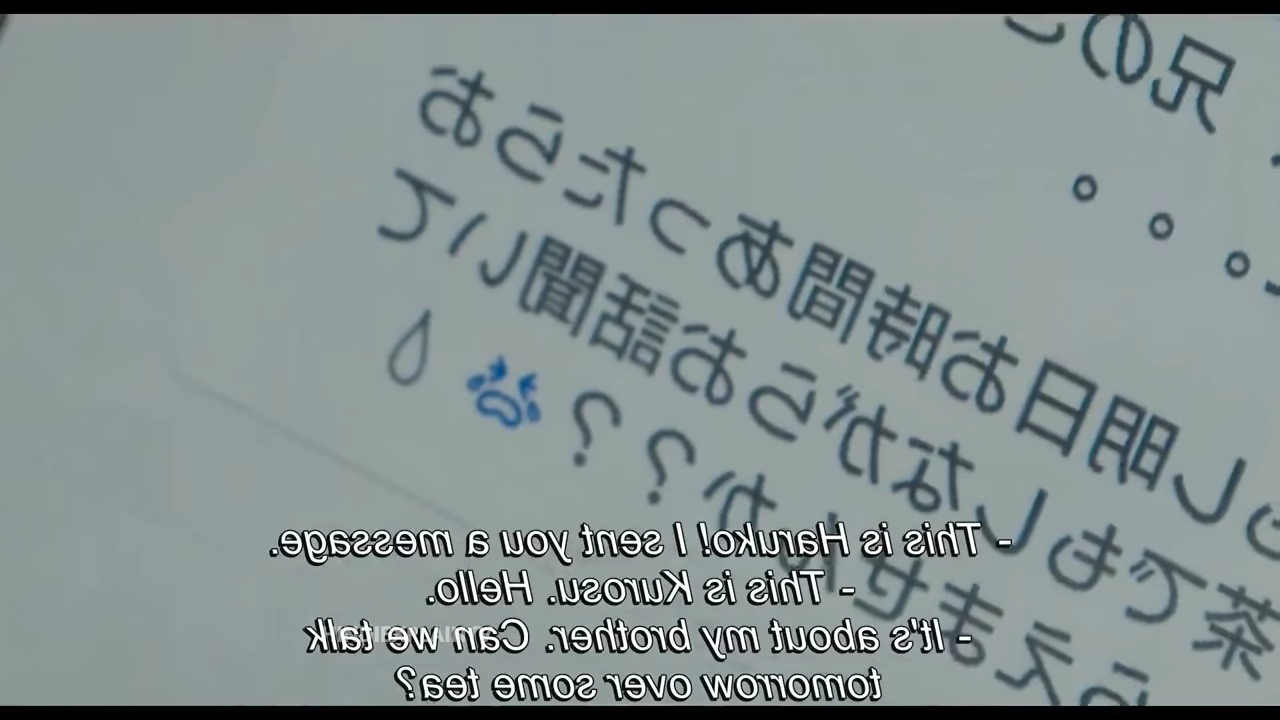 兄のこ
。。。
もし明日お時間あったらお
茶でもしながらお話聞いて
らえませんか？？
- This is Haruko! I sent you a message.
- This is Kurosu. Hello.
- It's about my brother. Can we talk
tomorrow over some tea?